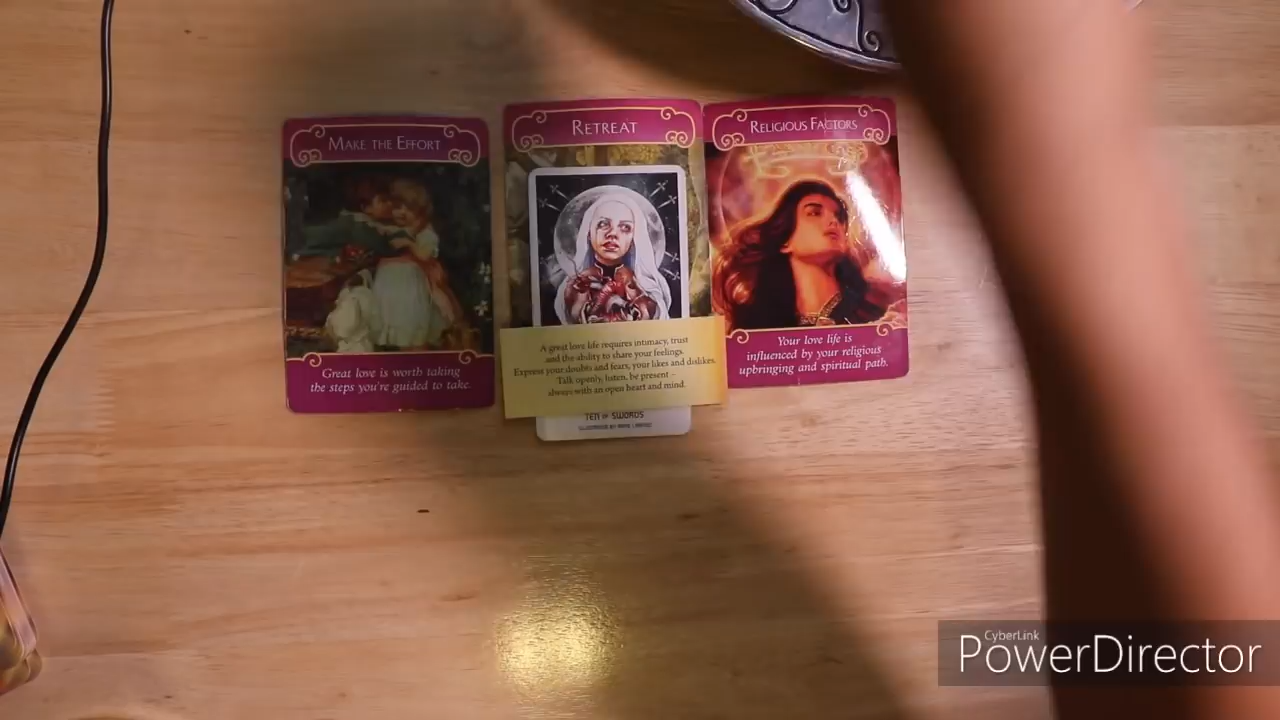 MAKE THE EFFORT
Great love is worth taking
the steps you're guided to take.
RETREAT
A great love life requires intimacy, trust
and the ability to share your feelings.
Express your doubts and fears, your likes and dislikes.
Talk openly, listen, be present –
always with an open heart and mind.
TEN OF SWORDS
ILLUSTRATED BY
RELIGIOUS FACTORS
Your love life is
influenced by your religious
upbringing and spiritual path.
CyberLink
PowerDirector